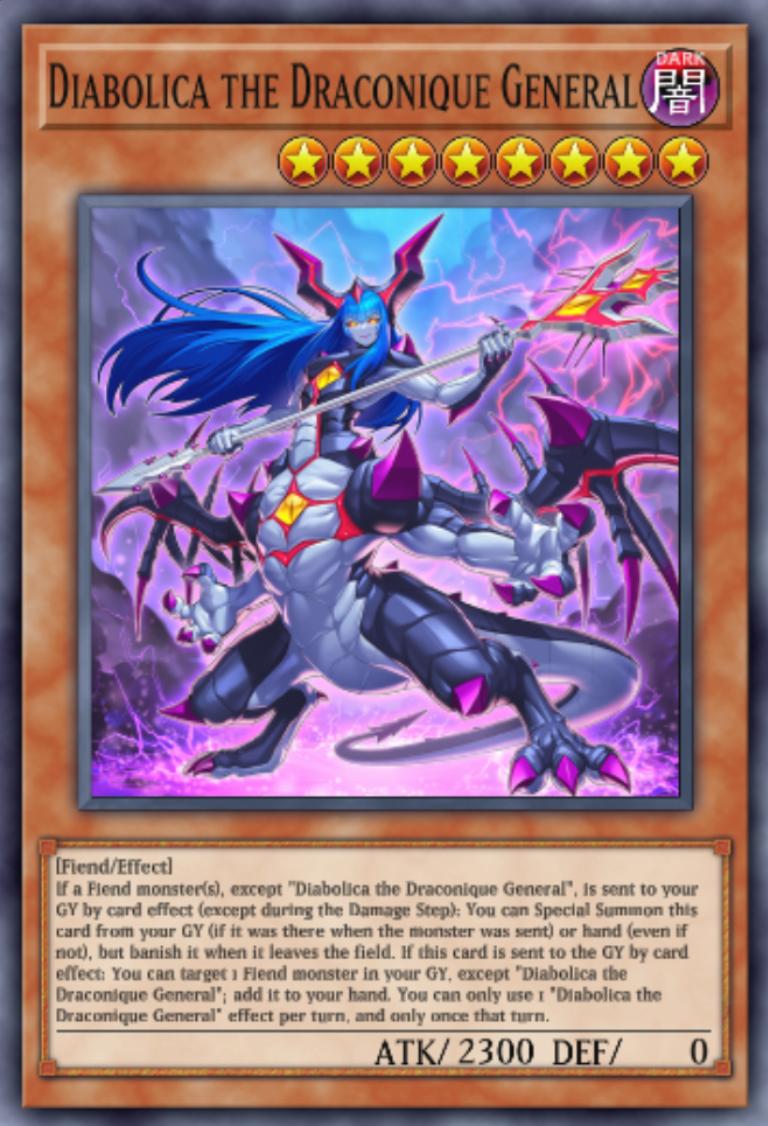 Diabolica the Draconique General
DARK
闇
[Fiend/Effect]
If a Fiend monster(s), except "Diabolica the Draconique General", is sent to your
GY by card effect (except during the Damage Step): You can Special Summon this
card from your GY (if it was there when the monster was sent) or hand (even if
not), but banish it when it leaves the field. If this card is sent to the GY by card
effect: You can target 1 Fiend monster in your GY, except "Diabolica the
Draconique General"; add it to your hand. You can only use 1 "Diabolica the
Draconique General" effect per turn, and only once that turn.
ATK/ 2300 DEF/ 0